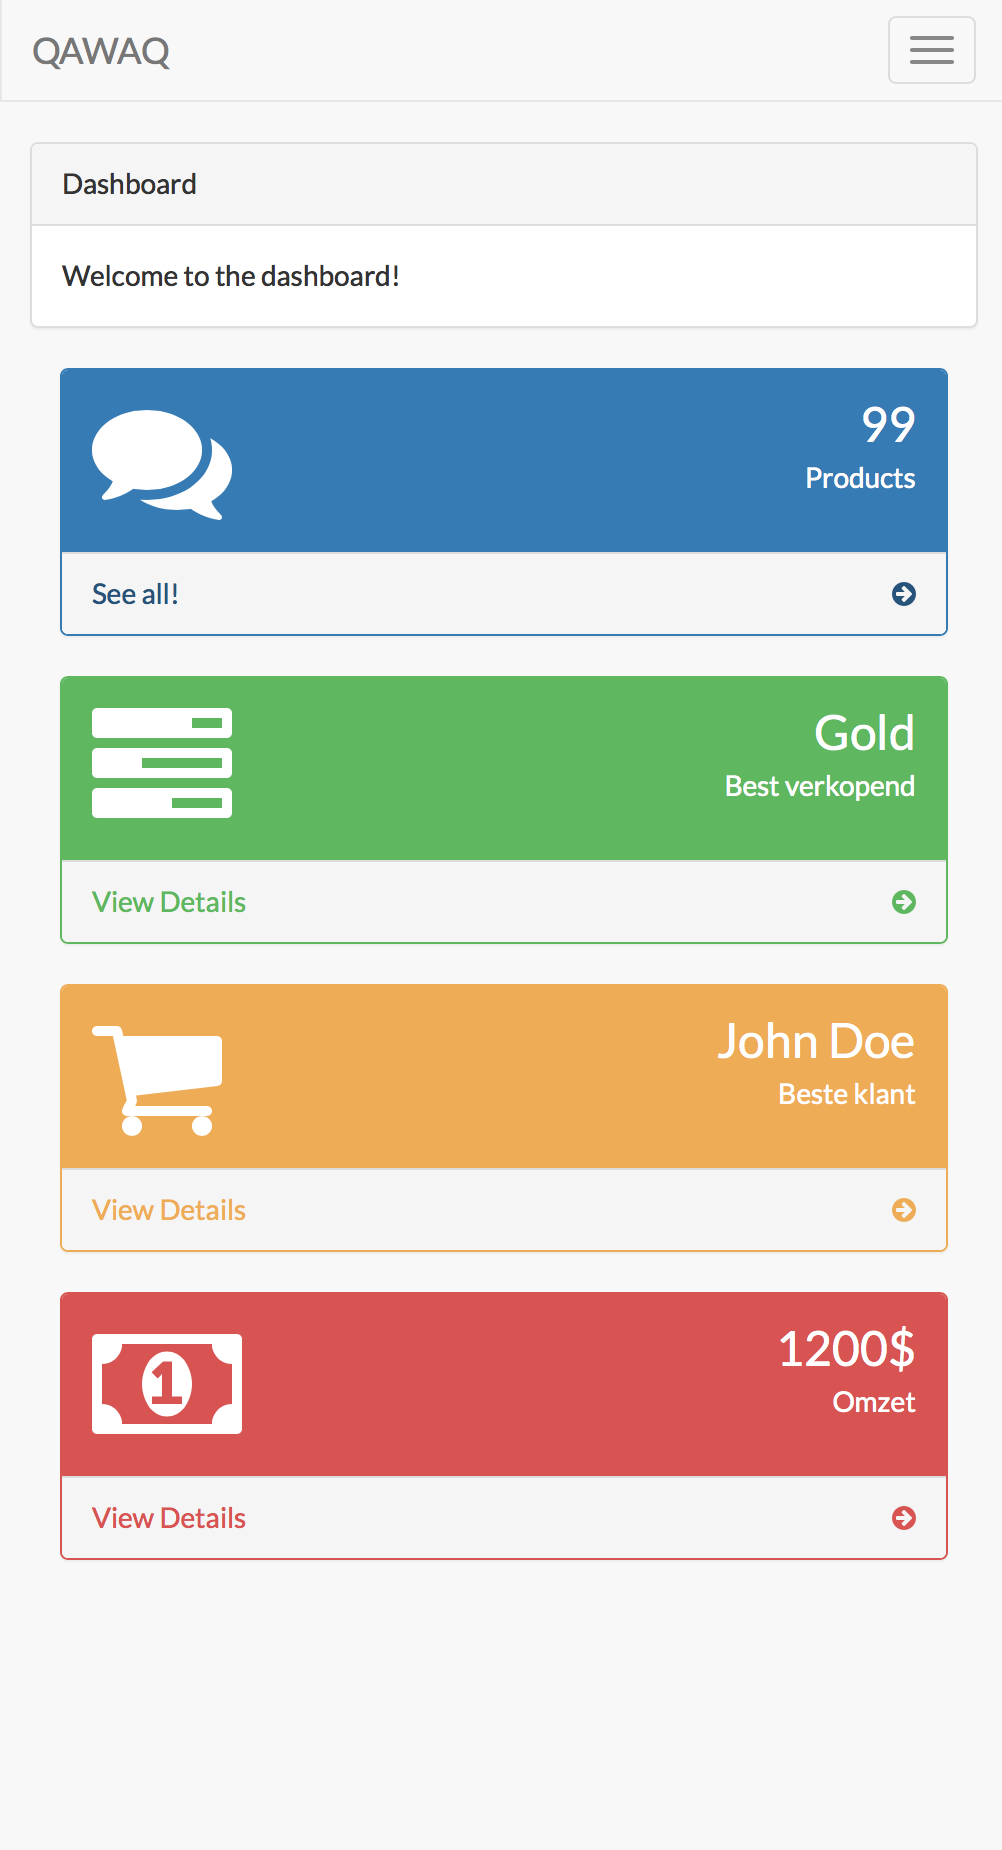 QAWAQ
Dashboard
Welcome to the dashboard!
99
Products
See all!
Gold
Best verkopend
View Details
John Doe
Beste klant
View Details
1
1200$
Omzet
View Details